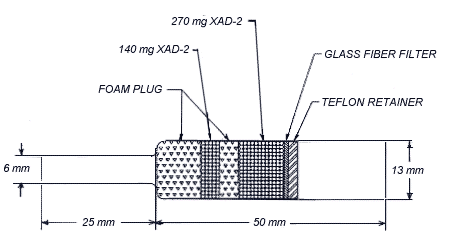 270 mg XAD-2
140 mg XAD-2
GLASS FIBER FILTER
FOAM PLUG
TEFLON RETAINER
6 mm
13 mm
25 mm
50 mm